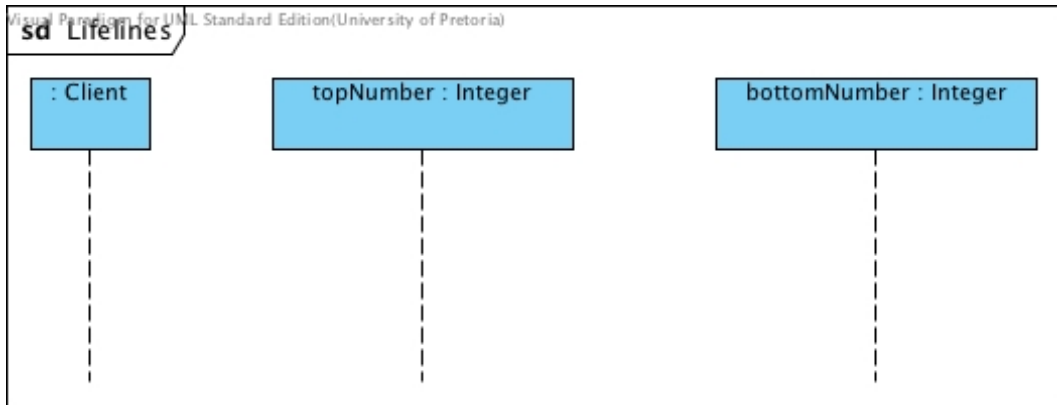 Visual Paradigm for UML Standard Edition(University of Pretoria)
sd Lifelines
: Client
topNumber : Integer
bottomNumber : Integer